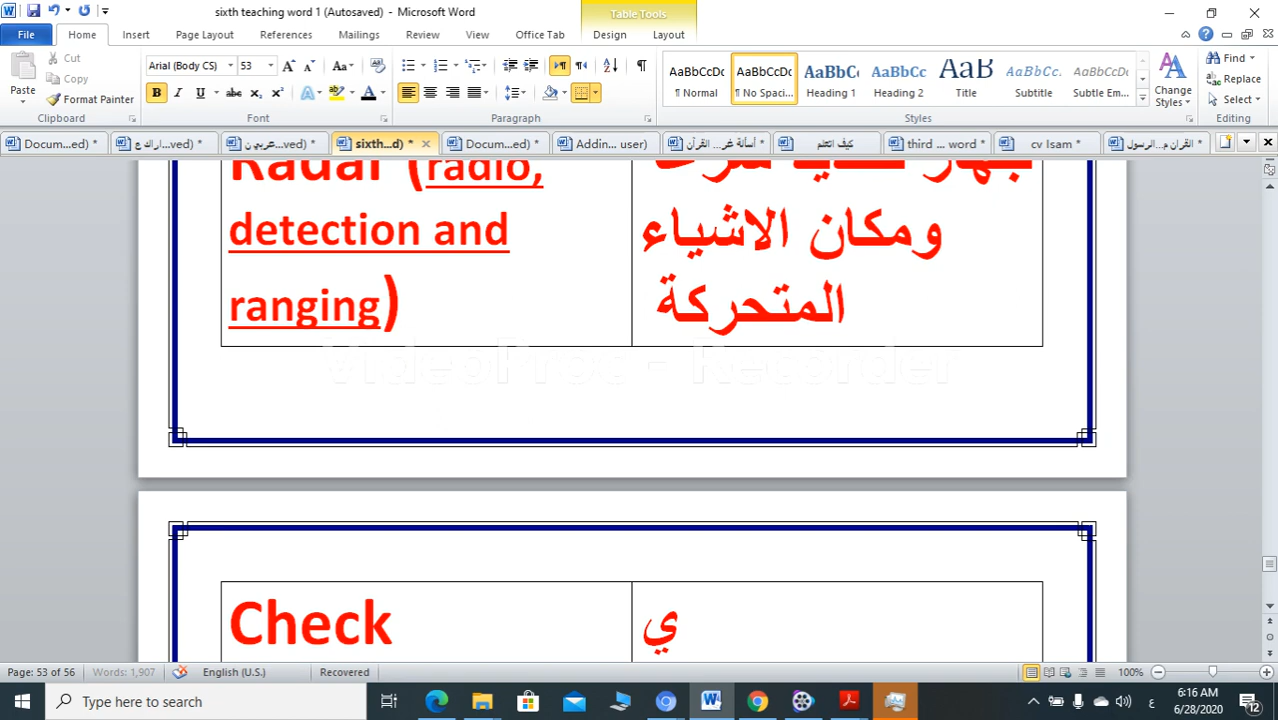 sixth teaching word 1 (Autosaved) - Microsoft Word
Table Tools
File Home Insert Page Layout References Mailings Review View Office Tab Design Layout
Paste
Cut
Copy
Format Painter
Clipboard
Arial (Body CS) 53
Font
Paragraph
AaBbCcDc AaBbCcDc AaBbC AaBbCc AaB AaBbCc. AaBbCcDc
¶ Normal ¶ No Spaci... Heading 1 Heading 2 Title Subtitle Subtle Em...
Styles
Change Styles
Find
Replace
Select
Editing
Docum...ed) *
sixth...d) *
Docum...ed) *
Addin... user)
كيف اتعلم
third ... word *
cv Isam *
Radar (radio,
detection and
ranging)
ومكان الاشياء
المتحركة
VideoProc - Recorder
Check
ي
Page: 53 of 56 Words: 1,907 English (U.S.) Recovered 100%
Type here to search
ع
6:16 AM
6/28/2020
12